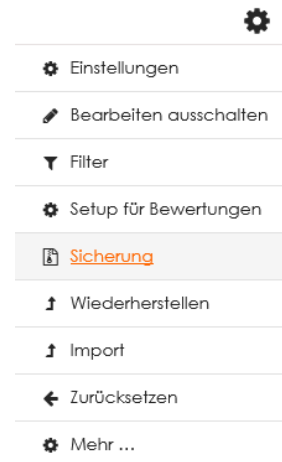 Einstellungen
Bearbeiten ausschalten
Filter
Setup für Bewertungen
Sicherung
Wiederherstellen
Import
Zurücksetzen
Mehr ...